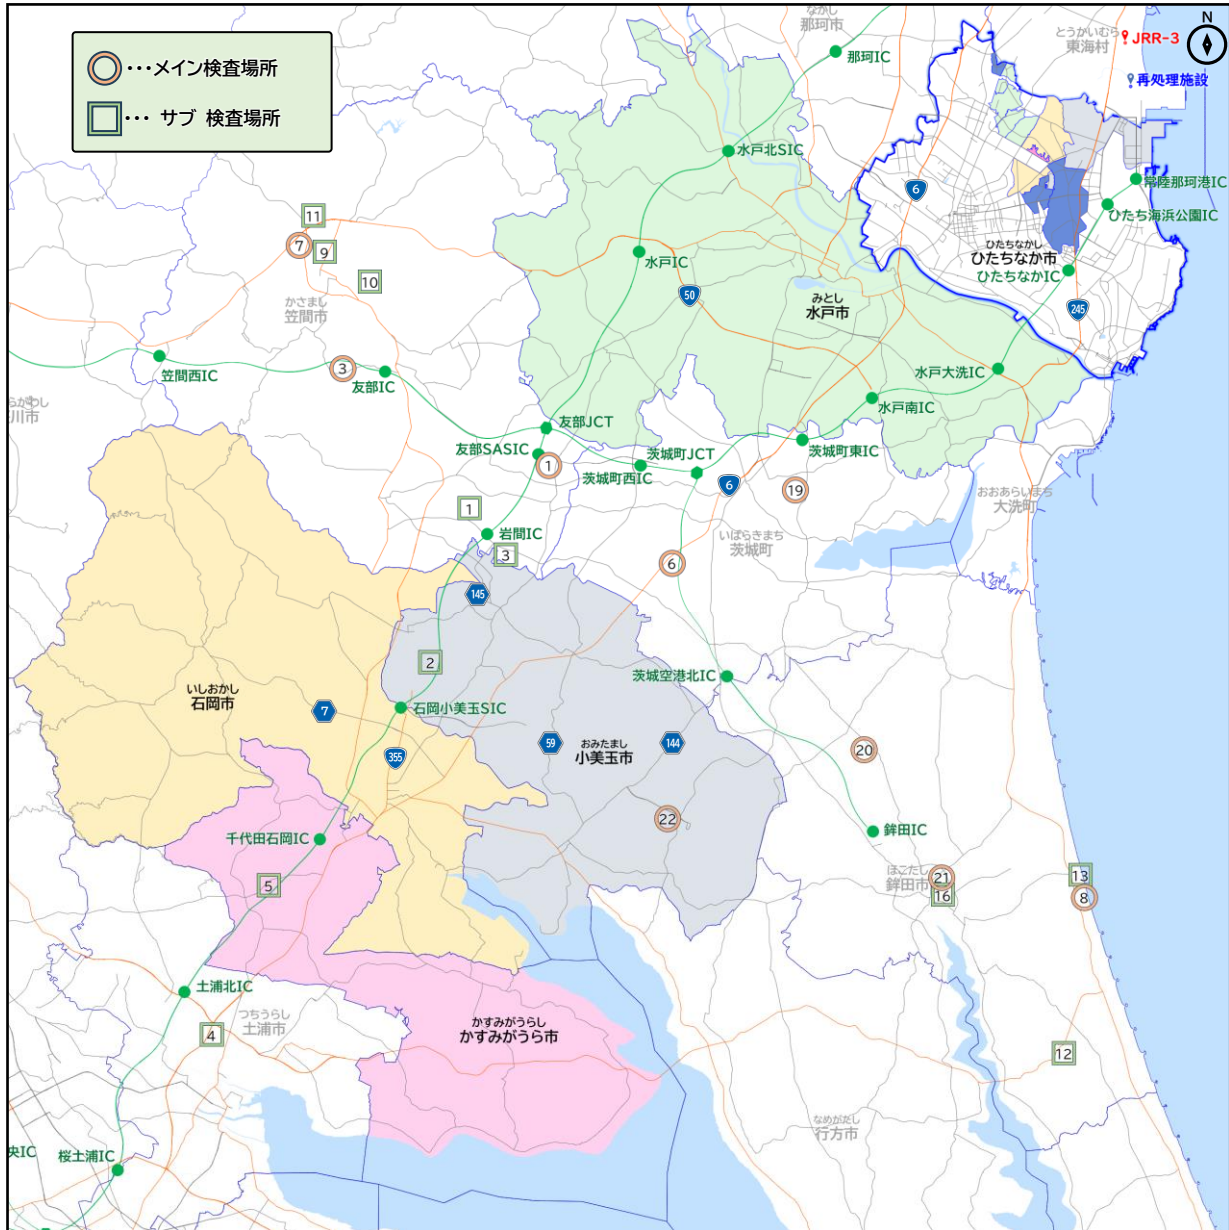 …メイン検査場所
… サブ 検査場所
なかし
那珂市
那珂IC
とうかいむら
東海村
JRR-3
N
再処理施設
水戸北SIC
6
常陸那珂港IC
ひたち海浜公園IC
ひたちなかし
ひたちなか市
ひたちなかIC
245
11
7
9
10
かさまし
笠間市
水戸IC
50
みとし
水戸市
笠間西IC
3
友部IC
水戸大洗IC
水戸南IC
らがわし
川市
友部JCT
友部SASIC
1
茨城町JCT
茨城町西IC
茨城町東IC
6
19
おおあらいまち
大洗町
1
岩間IC
3
いばらきまち
茨城町
6
145
2
茨城空港北IC
いしおかし
石岡市
7
石岡小美玉SIC
355
59
おみたまし
小美玉市
144
20
22
鉾田IC
千代田石岡IC
5
ほこたし
鉾田市
21
16
13
8
土浦北IC
つちうらし
土浦市
4
かすみがうらし
かすみがうら市
12
なめがたし
行方市
央IC
桜土浦IC